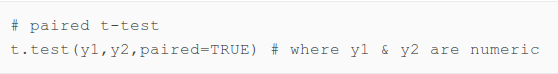 # paired t-test
t.test(y1,y2,paired=TRUE) # where y1 & y2 are numeric